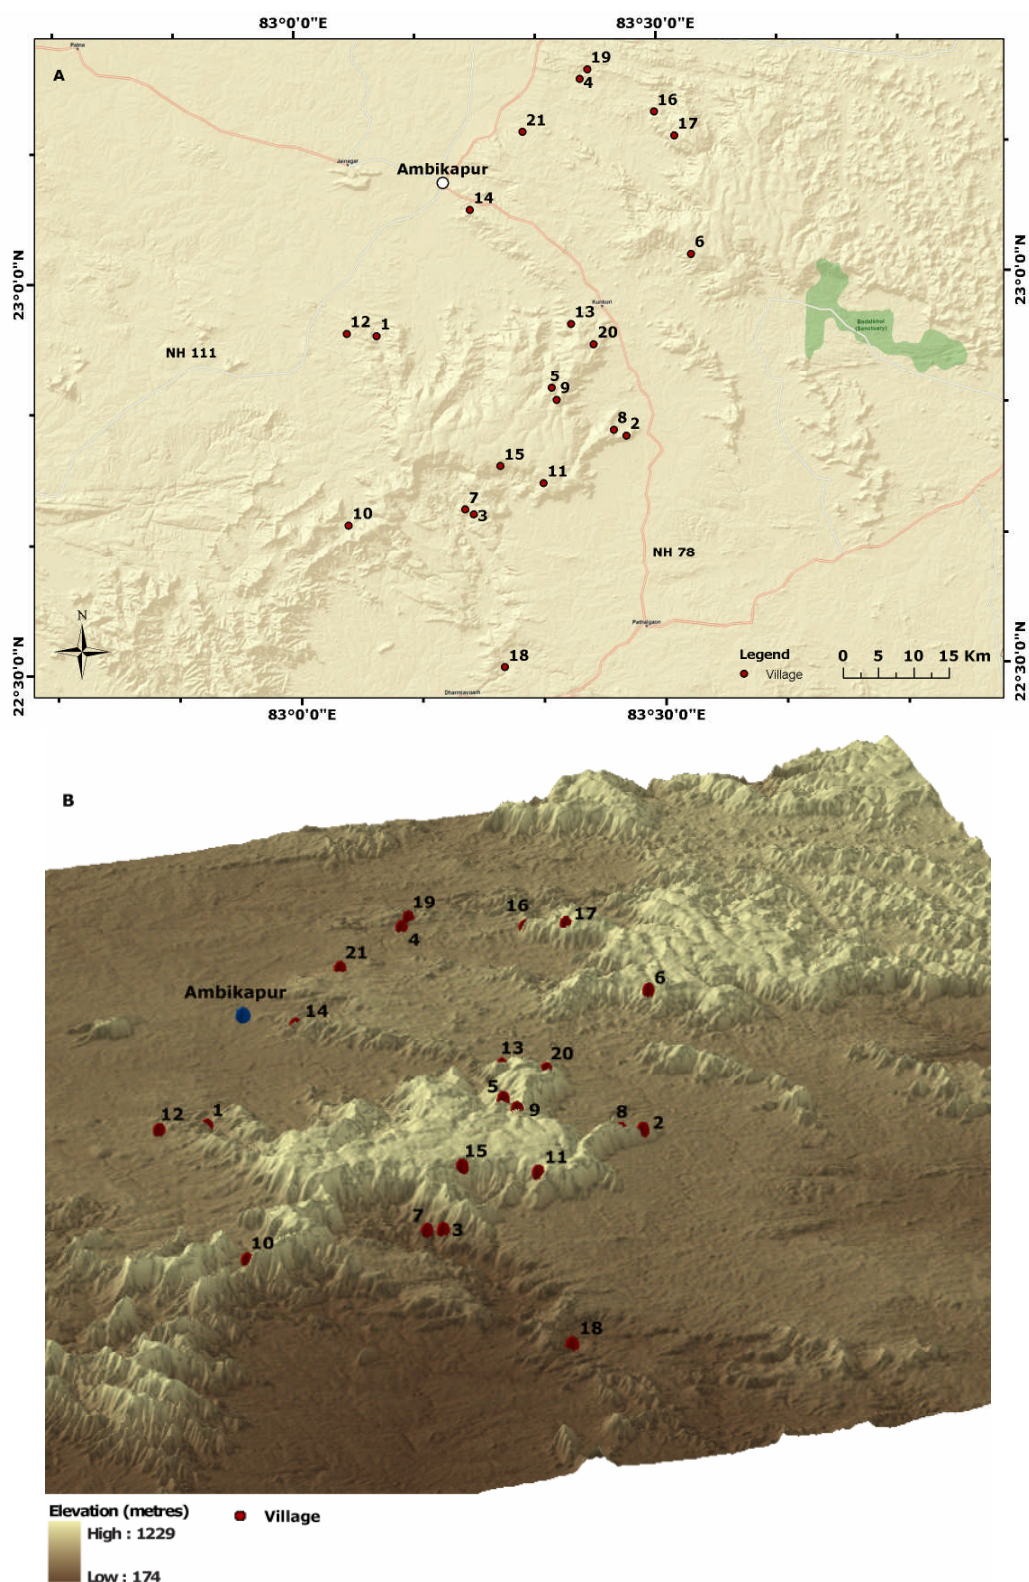 83°0'0"E 83°30'0"E
A
19
4
16
17
21
Ambikapur
14
6
23°0'0"N 23°0'0"N
Kunkuri
13
20
12 1
NH 111
Badalkhol
(Sanctuary)
5
9
8 2
15
11
7
3
10
NH 78
N
Pathalgaon
18
Legend
Village
0 5 10 15 Km
22°30'0"N 22°30'0"N
83°0'0"E 83°30'0"E
B
19
4
16 17
21
6
Ambikapur
14
13 20
5
9
12 1
8 2
15 11
7 3
10
18
Elevation (metres)
High : 1229
Low : 174
Village